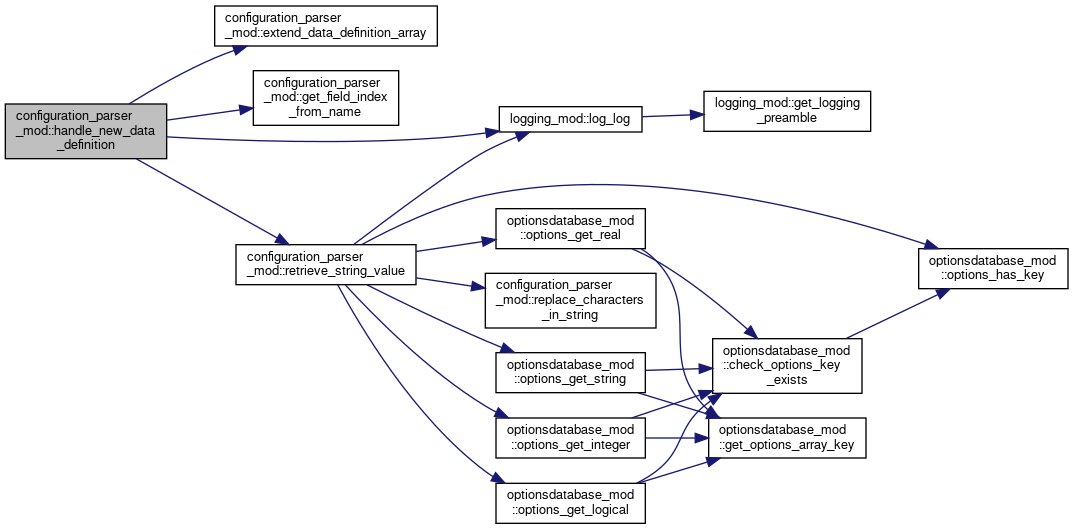 configuration_parser
_mod::extend_data_definition_array
configuration_parser
_mod::get_field_index
_from_name
configuration_parser
_mod::handle_new_data
_definition
logging_mod::log_log
logging_mod::get_logging
_preamble
configuration_parser
_mod::retrieve_string_value
optionsdatabase_mod
::options_get_real
configuration_parser
_mod::replace_characters
_in_string
optionsdatabase_mod
::options_get_string
optionsdatabase_mod
::options_get_integer
optionsdatabase_mod
::options_get_logical
optionsdatabase_mod
::options_has_key
optionsdatabase_mod
::check_options_key
_exists
optionsdatabase_mod
::get_options_array_key